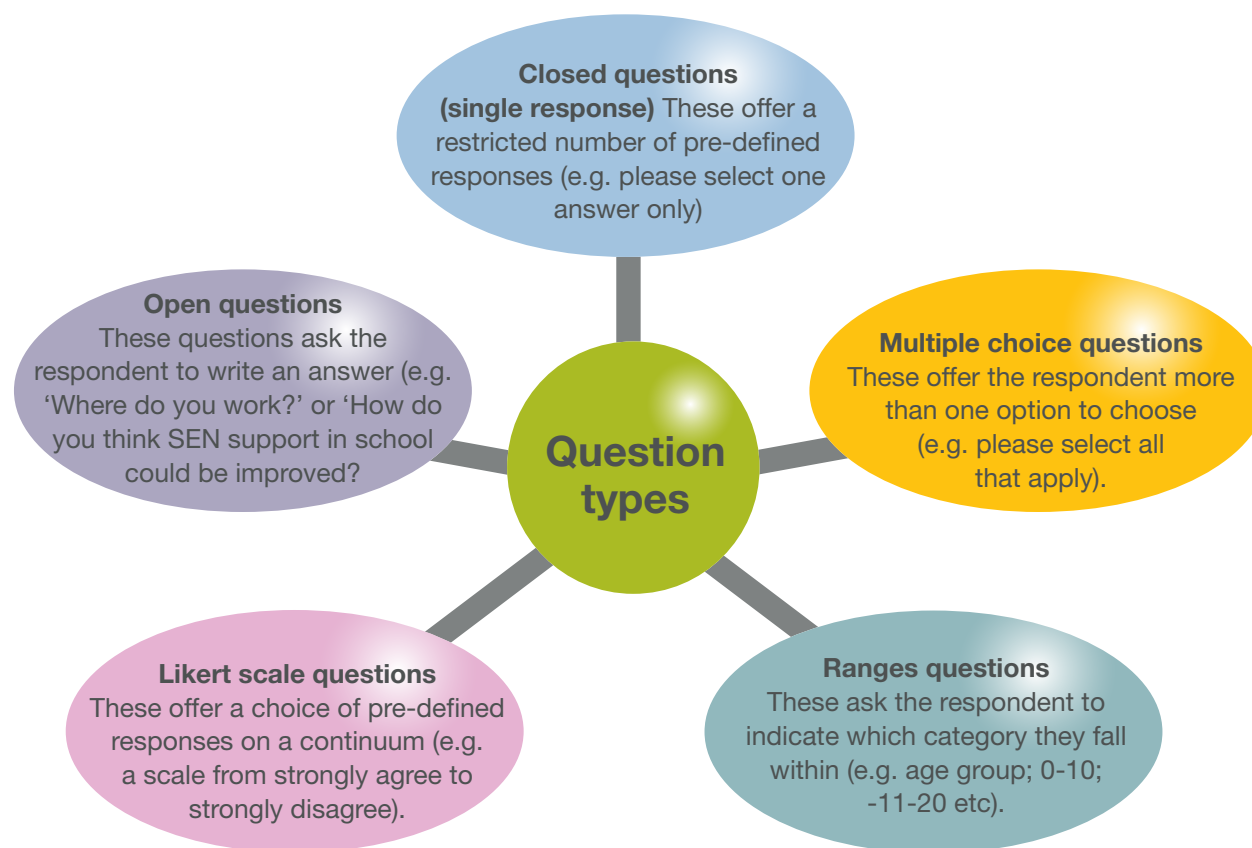 Closed questions
(single response) These offer a
restricted number of pre-defined
responses (e.g. please select one
answer only)
Open questions
These questions ask the
respondent to write an answer (e.g.
‘Where do you work?’ or ‘How do
you think SEN support in school
could be improved?
Multiple choice questions
These offer the respondent more
than one option to choose
(e.g. please select all
that apply).
Question
types
Likert scale questions
These offer a choice of pre-defined
responses on a continuum (e.g.
a scale from strongly agree to
strongly disagree).
Ranges questions
These ask the respondent to
indicate which category they fall
within (e.g. age group; 0-10;
-11-20 etc).